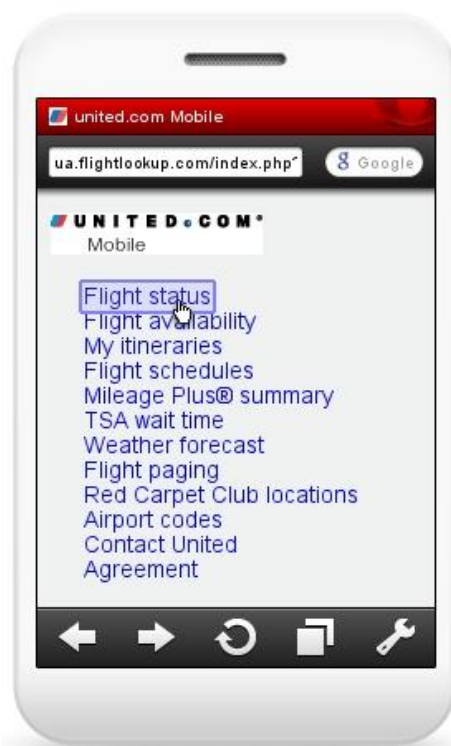 united.com Mobile
ua.flightlookup.com/index.php?
8 Google
UNITED.COM®
Mobile
Flight status
Flight availability
My itineraries
Flight schedules
Mileage Plus® summary
TSA wait time
Weather forecast
Flight paging
Red Carpet Club locations
Airport codes
Contact United
Agreement